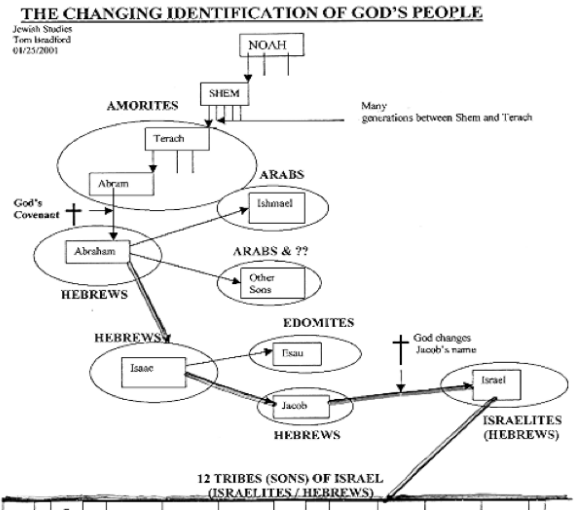 THE CHANGING IDENTIFICATION OF GOD'S PEOPLE
Jewish Studies
Tom Bradford
01/25/2001
NOAH
SHEM
AMORITES
Many
generations between Shem and Terach
Terach
Abram
ARABS
Ishmael
God's
Covenant
Abraham
ARABS & ??
Other
Sons
HEBREWS
EDOMITES
HEBREWS
God changes
Jacob's name
Esau
Isaac
Israel
Jacob
HEBREWS
ISRAELITES
(HEBREWS)
12 TRIBES (SONS) OF ISRAEL
(ISRAELITES / HEBREWS)